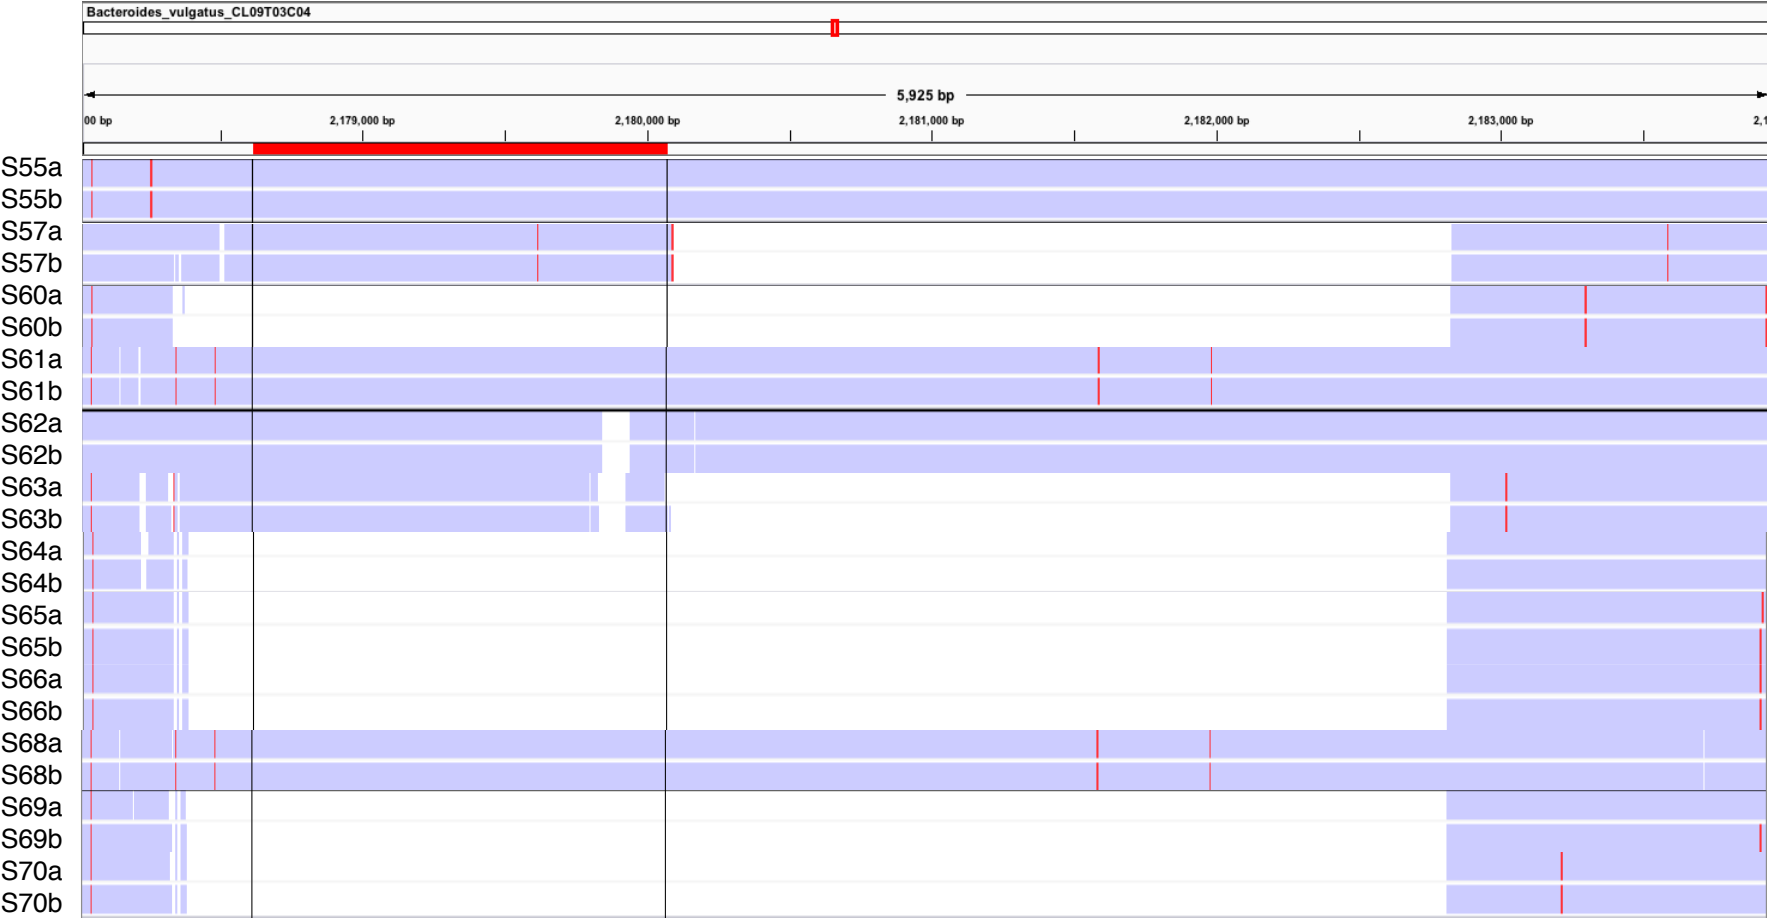 Bacteroides_vulgatus_CL09T03C04
5,925 bp
00 bp 2,179,000 bp 2,180,000 bp 2,181,000 bp 2,182,000 bp 2,183,000 bp 2,1
S55a
S55b
S57a
S57b
S60a
S60b
S61a
S61b
S62a
S62b
S63a
S63b
S64a
S64b
S65a
S65b
S66a
S66b
S68a
S68b
S69a
S69b
S70a
S70b